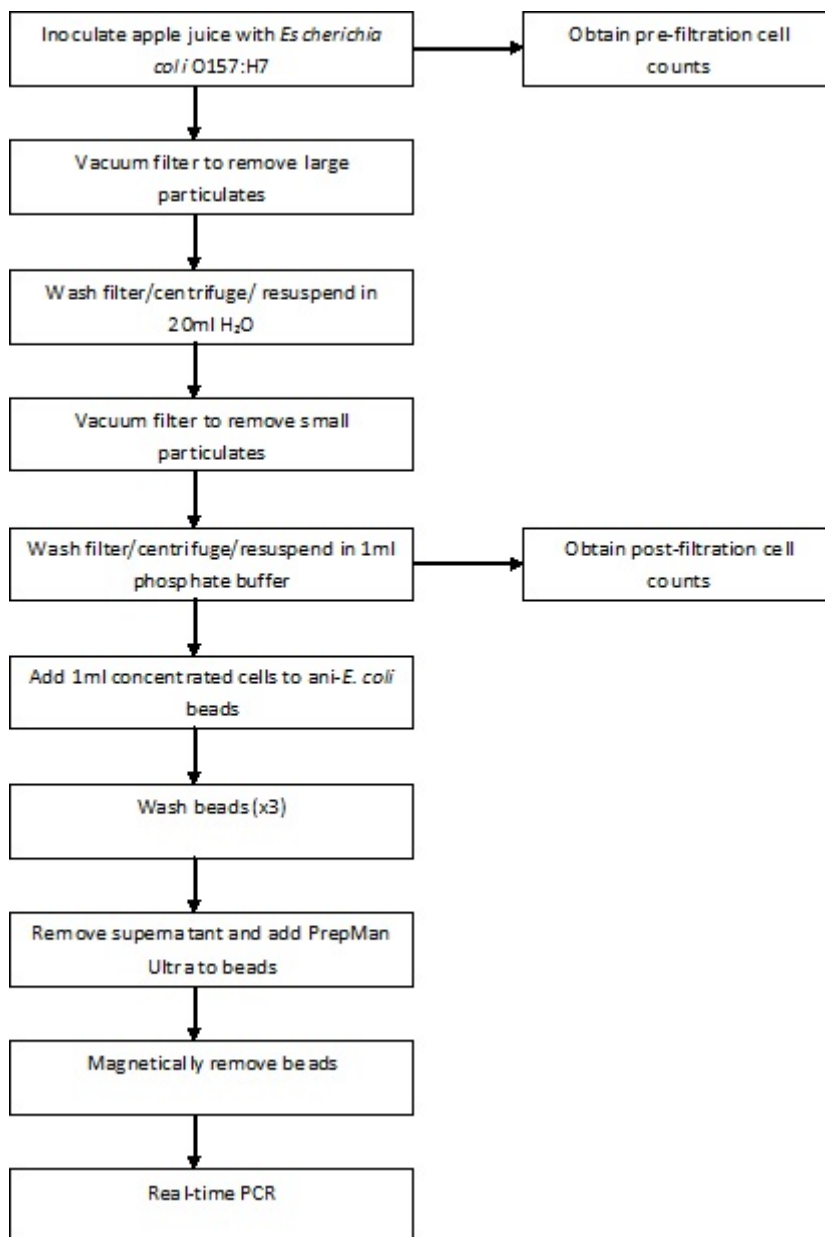 Inoculate apple juice with Escherichia
coli O157:H7
Obtain pre-filtration cell
counts
Vacuum filter to remove large
particulates
Wash filter/centrifuge/ resuspend in
20ml H₂O
Vacuum filter to remove small
particulates
Wash filter/centrifuge/resuspend in 1ml
phosphate buffer
Obtain post-filtration cell
counts
Add 1ml concentrated cells to ani-E. coli
beads
Wash beads (x3)
Remove supernatant and add PrepMan
Ultra to beads
Magnetically remove beads
Real-time PCR